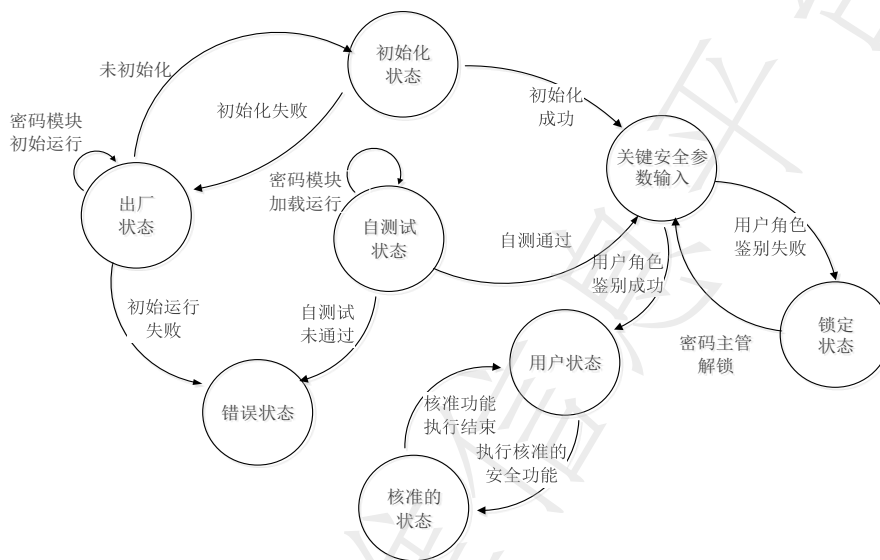 未初始化
初始化
状态
初始化失败
初始化
成功
密码模块
初始运行
出厂
状态
密码模块
加载运行
自测试
状态
关键安全参
数输入
自测通过
用户角色
鉴别成功
用户角色
鉴别失败
初始运行
失败
自测试
未通过
密码主管
解锁
锁定
状态
用户状态
错误状态
核准功能
执行结束
执行核准的
安全功能
核准的
状态